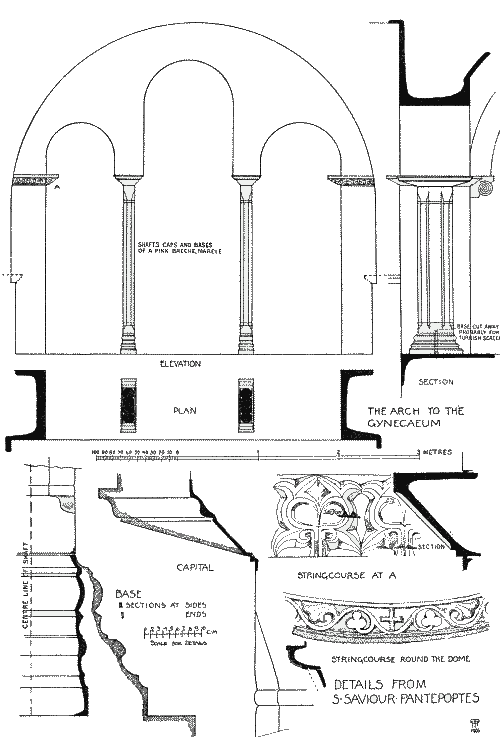 A
SHAFTS CAPS AND BASES
OF A PINK BRECHE, MARBLE
BASE CUT AWAY
PROBABLY FOR
TURKISH SCREEN
ELEVATION
SECTION
PLAN
THE ARCH TO THE
GYNECAEUM
100 90 80 70 60 50 40 30 20 10 0 1 2 3 METRES
CENTRE LINE OF SHAFT
CAPITAL
SECTION
STRINGCOURSE AT A
BASE
SECTIONS AT SIDES
ENDS
CM
SCALE FOR DETAILS
STRINGCOURSE ROUND THE DOME
DETAILS FROM
S·SAVIOUR·PANTEPOPTES